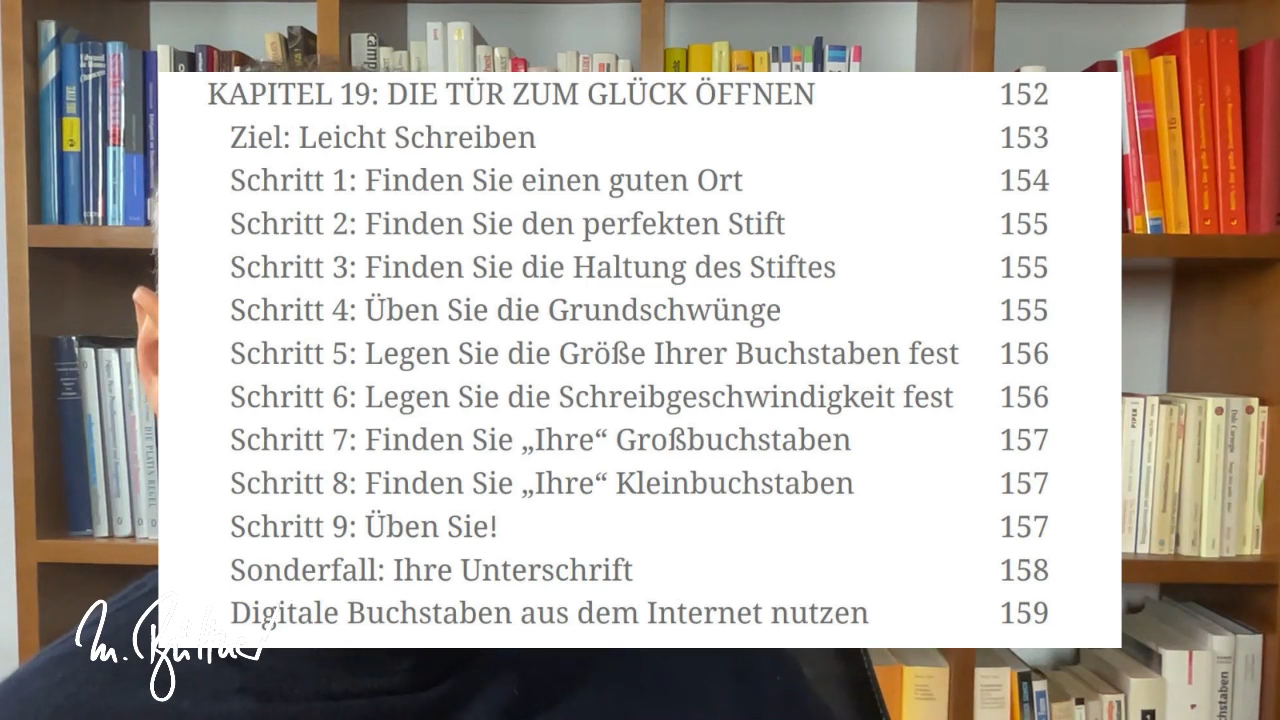 KAPITEL 19: DIE TÜR ZUM GLÜCK ÖFFNEN 152
Ziel: Leicht Schreiben 153
Schritt 1: Finden Sie einen guten Ort 154
Schritt 2: Finden Sie den perfekten Stift 155
Schritt 3: Finden Sie die Haltung des Stiftes 155
Schritt 4: Üben Sie die Grundschwünge 155
Schritt 5: Legen Sie die Größe Ihrer Buchstaben fest 156
Schritt 6: Legen Sie die Schreibgeschwindigkeit fest 156
Schritt 7: Finden Sie „Ihre“ Großbuchstaben 157
Schritt 8: Finden Sie „Ihre“ Kleinbuchstaben 157
Schritt 9: Üben Sie! 157
Sonderfall: Ihre Unterschrift 158
Digitale Buchstaben aus dem Internet nutzen 159